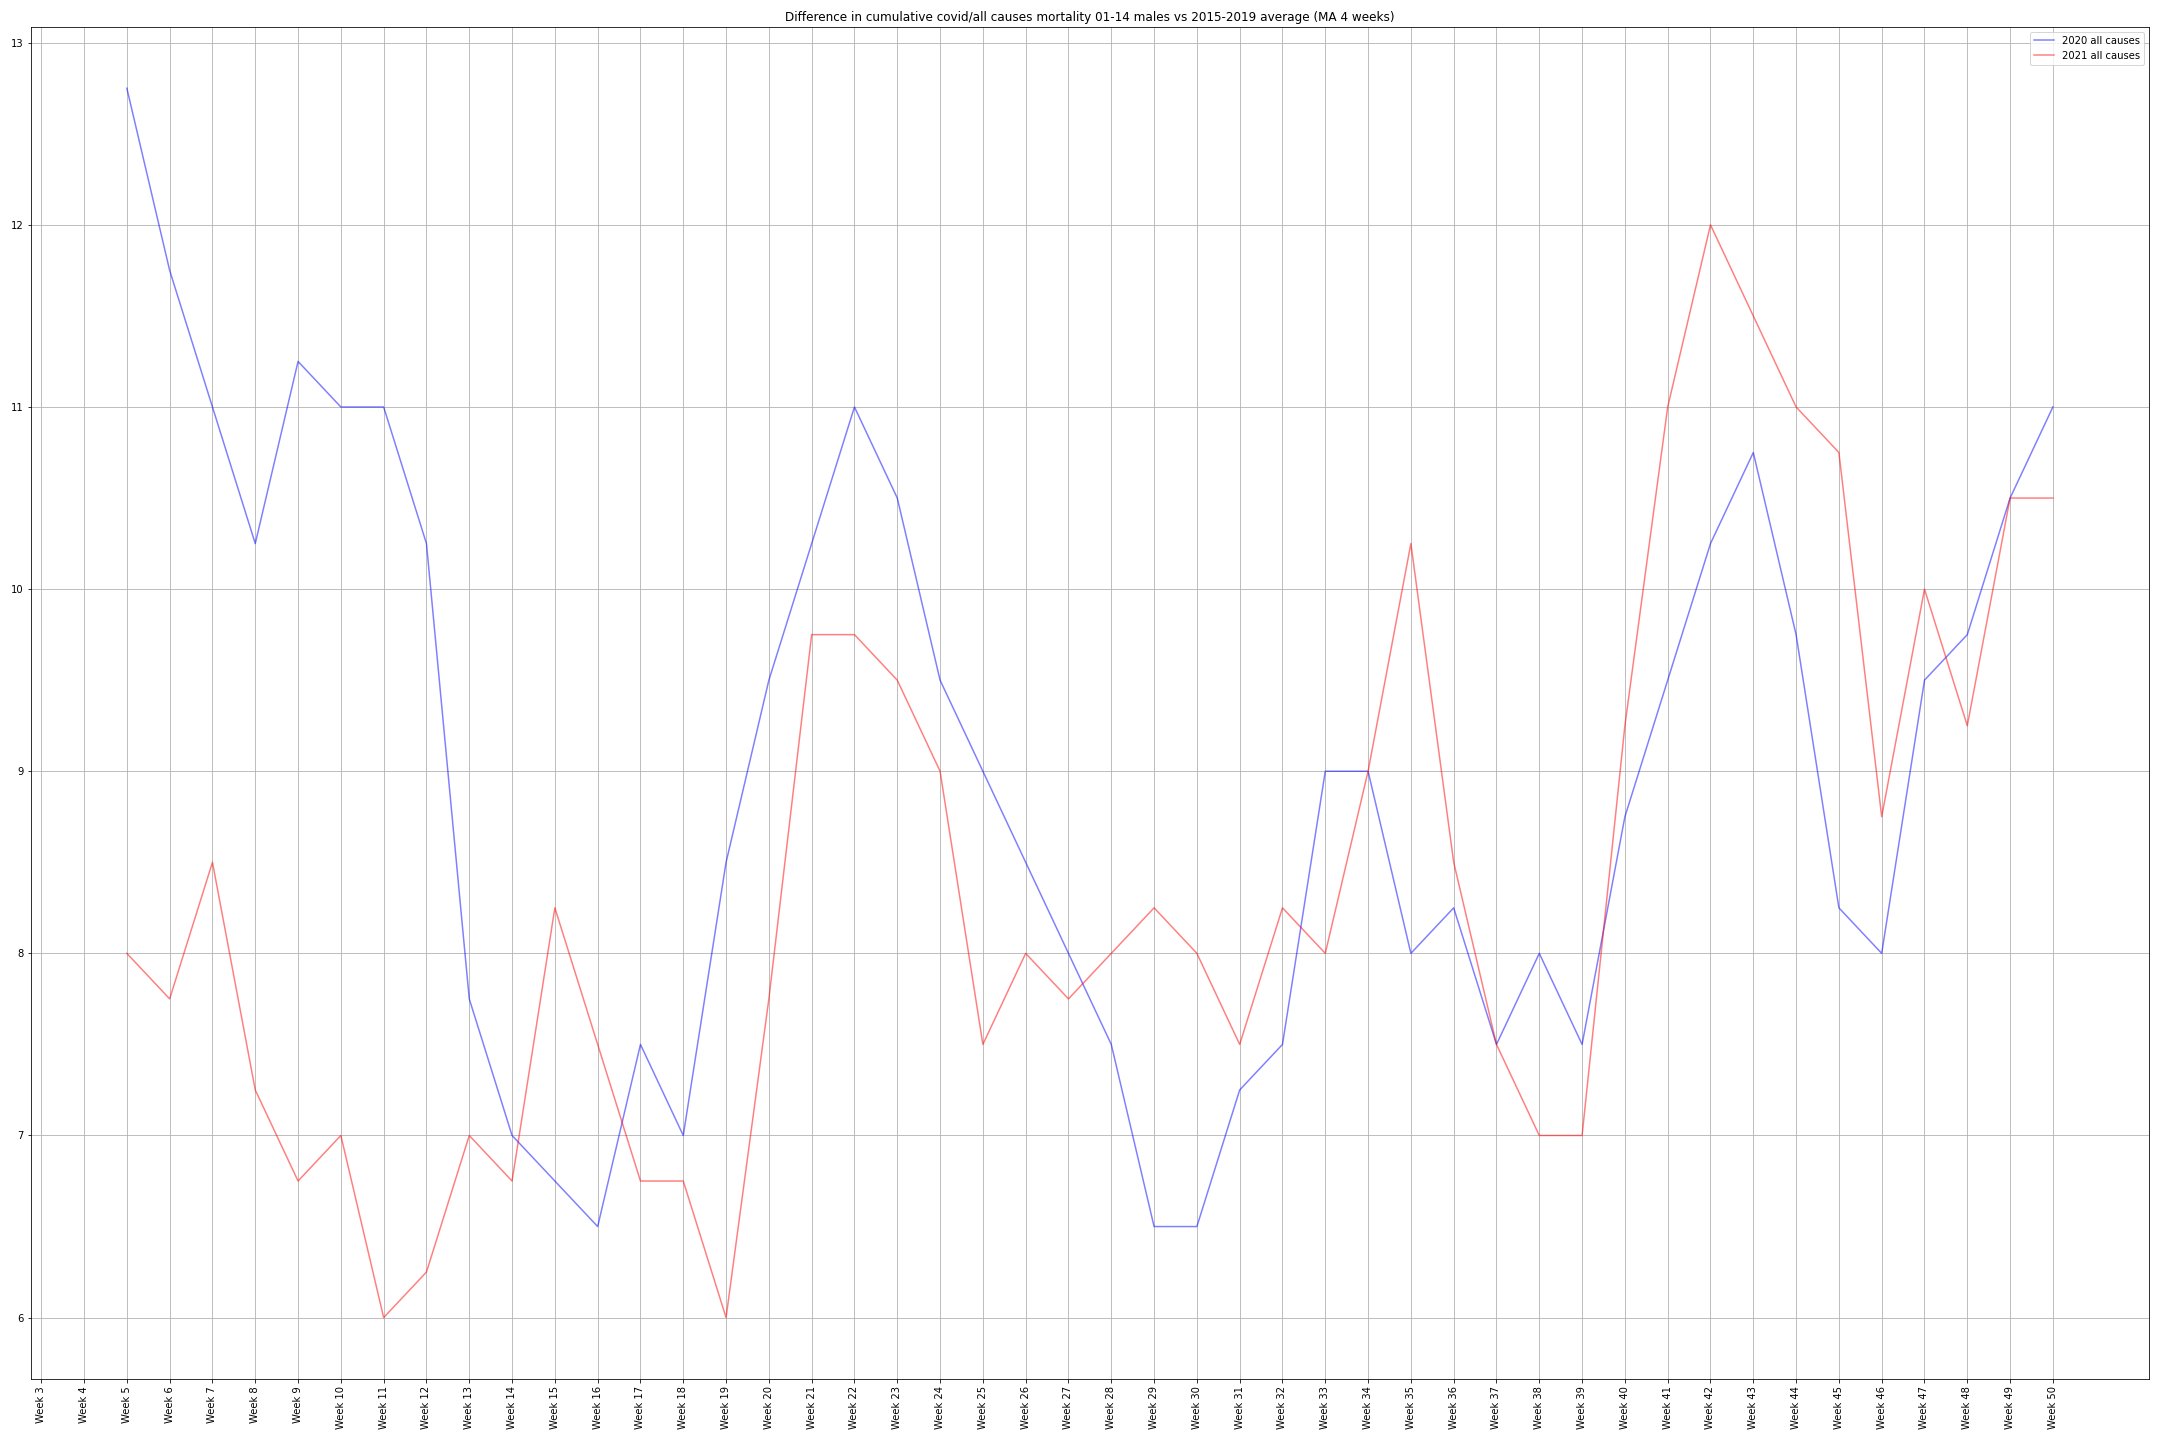 Difference in cumulative covid/all causes mortality 01-14 males vs 2015-2019 average (MA 4 weeks)
2020 all causes
2021 all causes
13
12
11
10
9
8
7
6
Week 3
Week 4
Week 5
Week 6
Week 7
Week 8
Week 9
Week 10
Week 11
Week 12
Week 13
Week 14
Week 15
Week 16
Week 17
Week 18
Week 19
Week 20
Week 21
Week 22
Week 23
Week 24
Week 25
Week 26
Week 27
Week 28
Week 29
Week 30
Week 31
Week 32
Week 33
Week 34
Week 35
Week 36
Week 37
Week 38
Week 39
Week 40
Week 41
Week 42
Week 43
Week 44
Week 45
Week 46
Week 47
Week 48
Week 49
Week 50